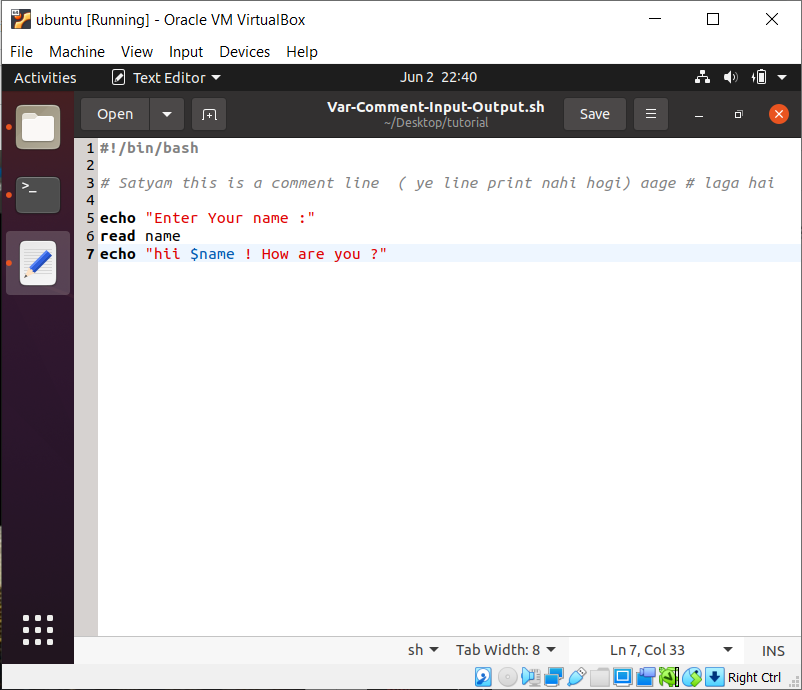 ubuntu [Running] - Oracle VM VirtualBox
File Machine View Input Devices Help
Activities Text Editor Jun 2 22:40
Open Var-Comment-Input-Output.sh Save
~/Desktop/tutorial
1 #!/bin/bash
2
3 # Satyam this is a comment line  ( ye line print nahi hogi) aage # laga hai
4
5 echo "Enter Your name :"
6 read name
7 echo "hii $name ! How are you ?"
sh Tab Width: 8 Ln 7, Col 33 INS
Right Ctrl